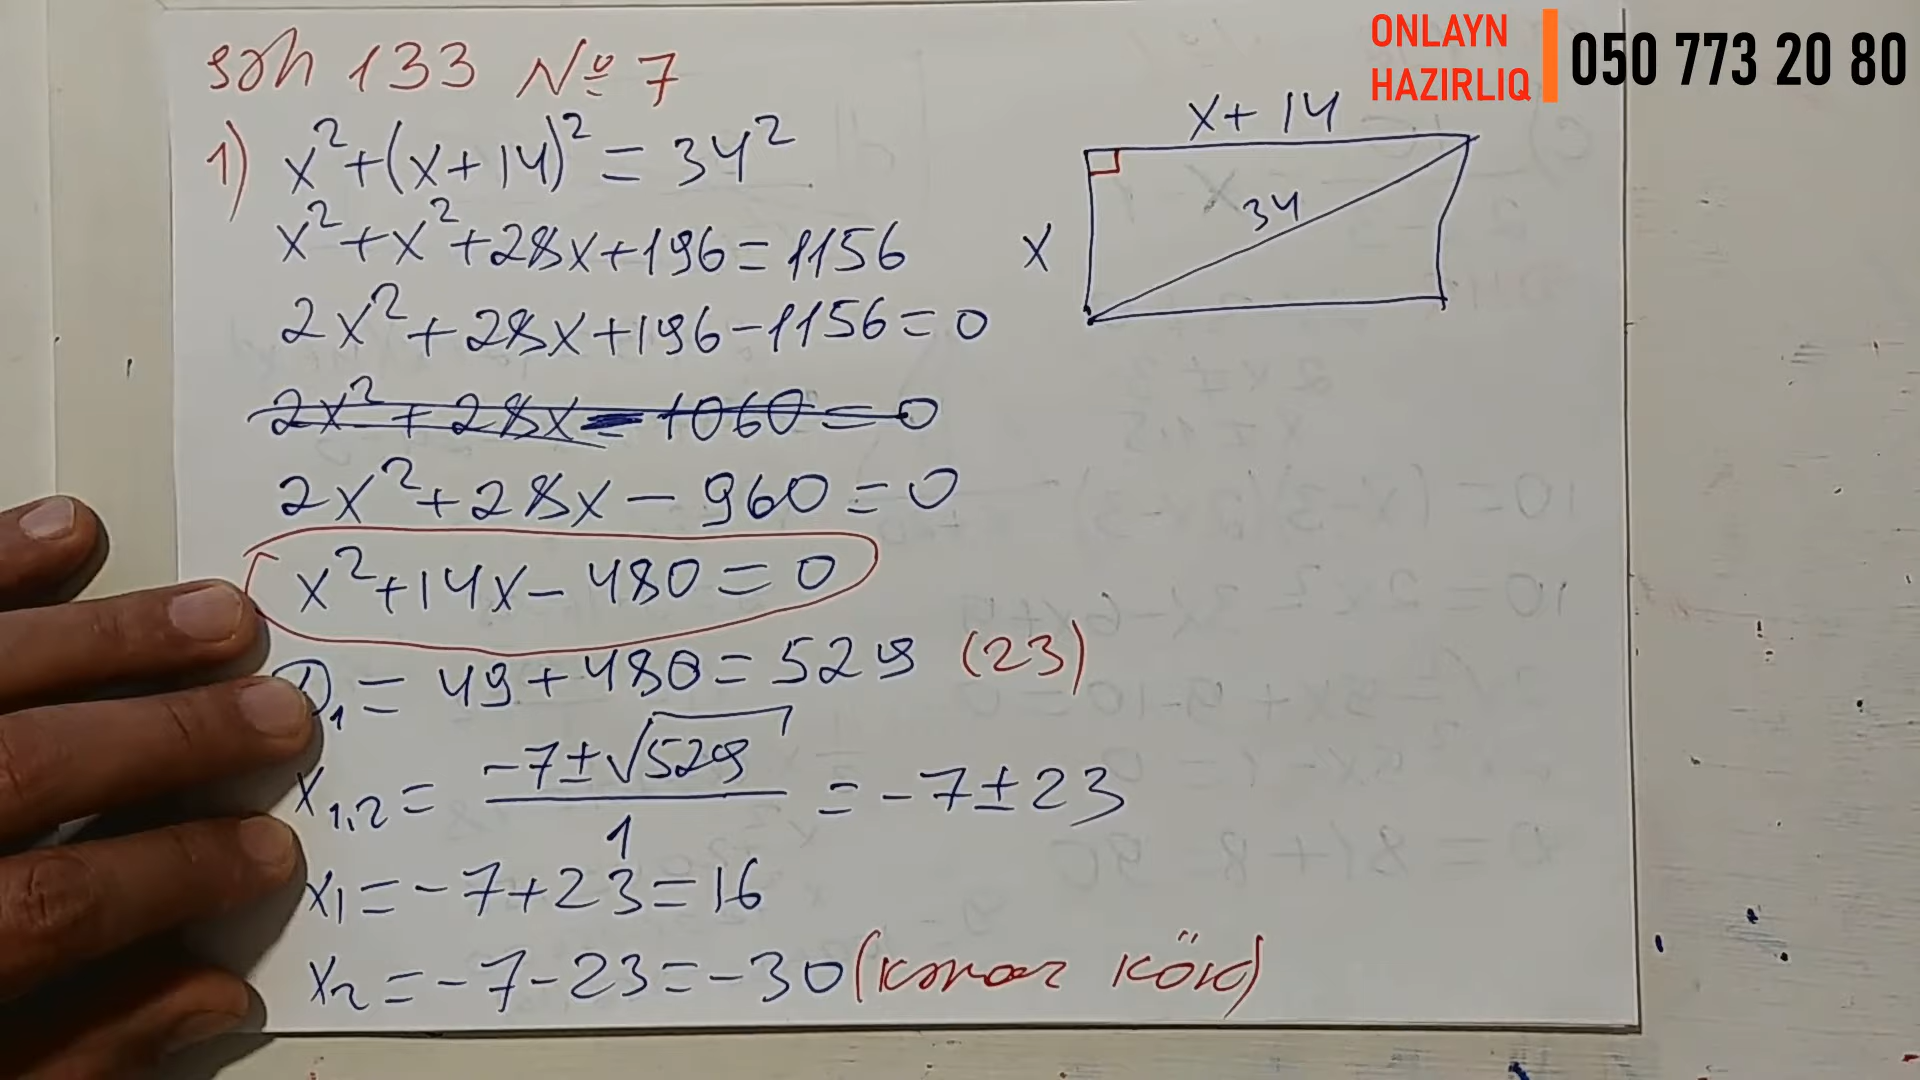 ONLAYN
HAZIRLIQ
050 773 20 80
səh 133 № 7
1) x²+(x+14)²=34²
x²+x²+28x+196=1156
2x²+28x+196-1156=0
2x²+28x-1060=0
2x²+28x-960=0
x²+14x-480=0
D₁=49+480=529 (23)
x₁,₂=(-7±√529)/1=-7±23
x₁=-7+23=16
x₂=-7-23=-30 (kənar kök)
x+14
34
x